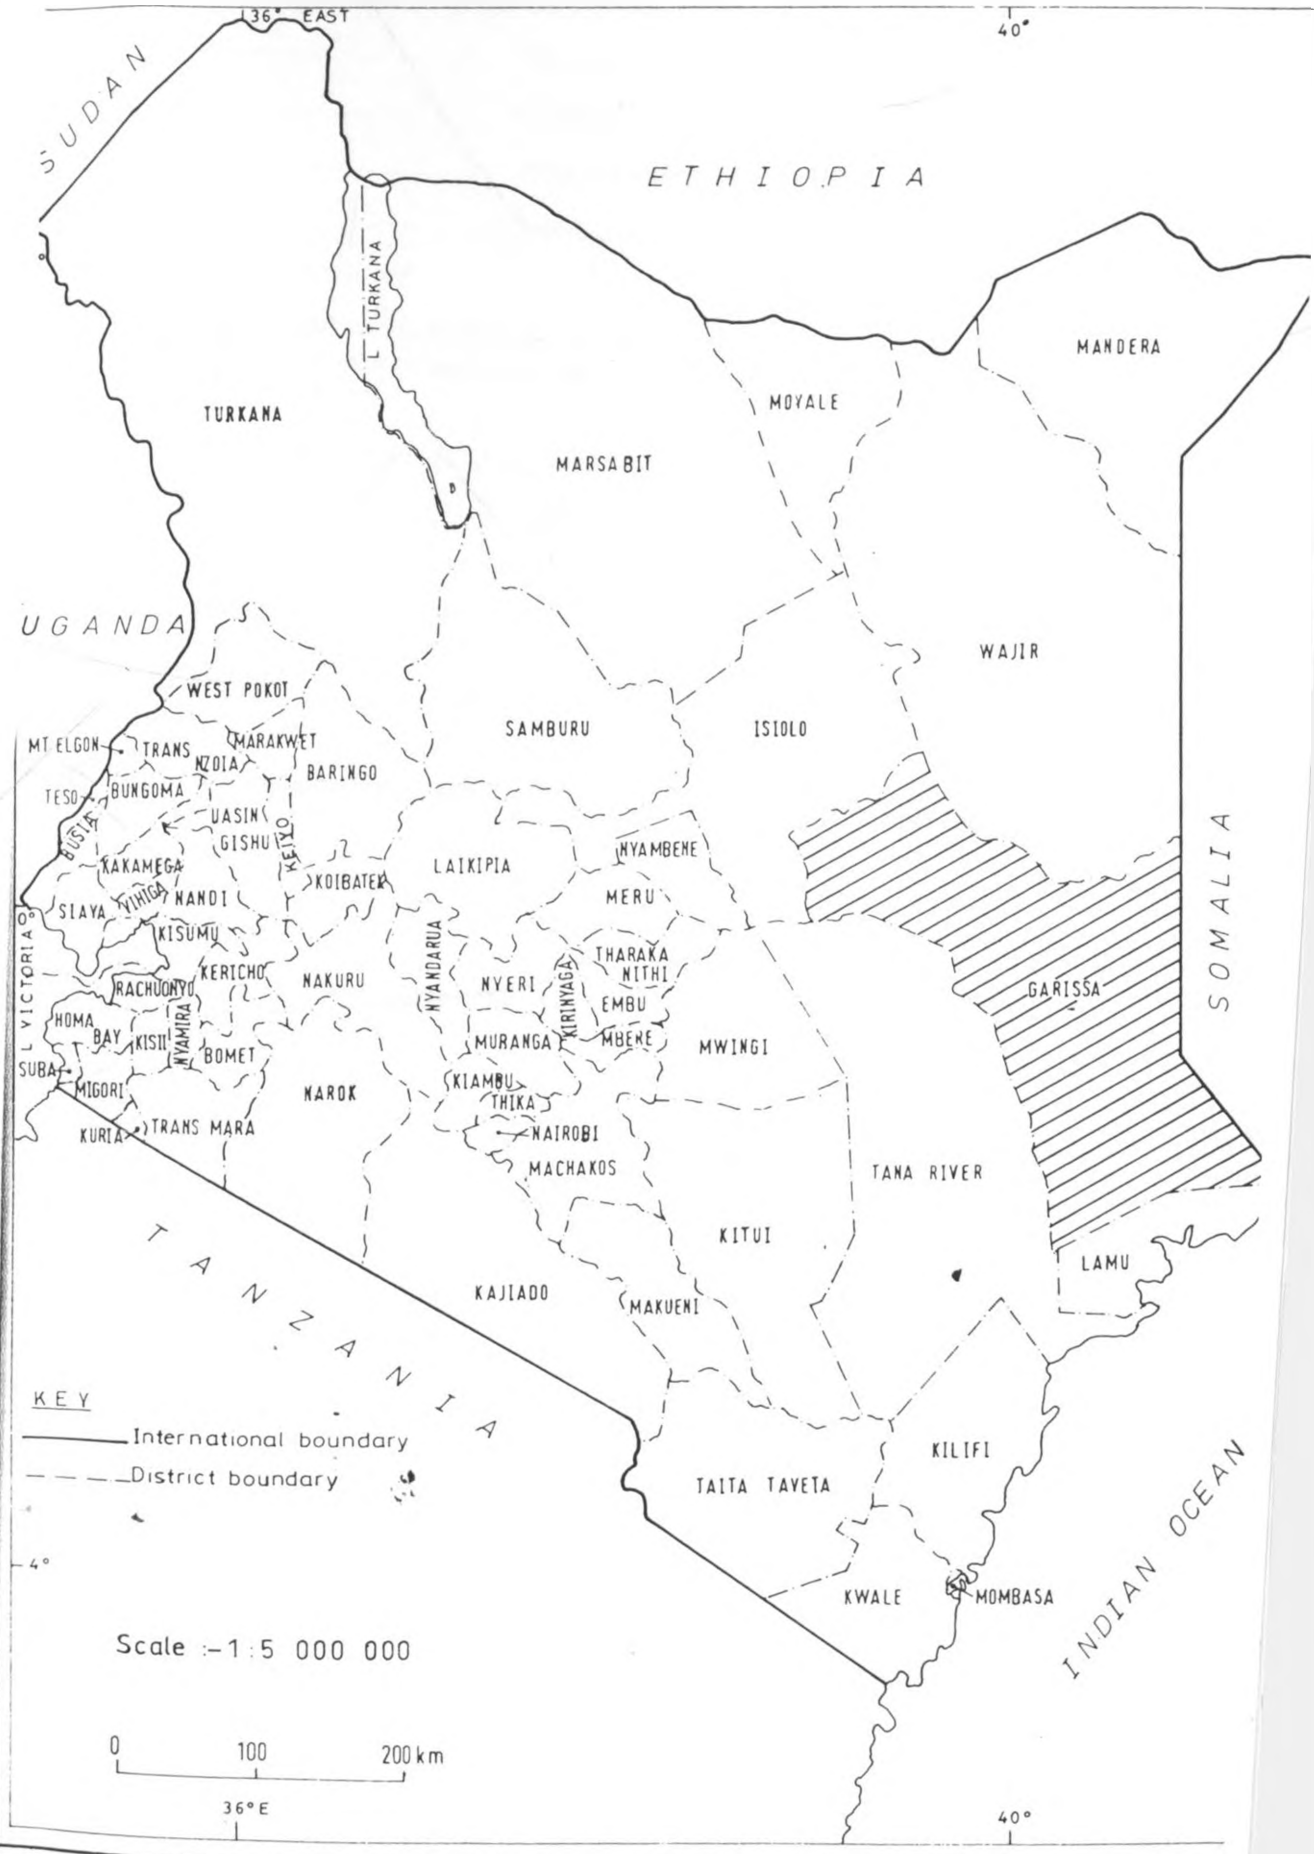 36° EAST
40°
SUDAN
ETHIOPIA
L TURKANA
MANDERA
MOYALE
TURKANA
MARSABIT
UGANDA
WAJIR
WEST POKOT
SAMBURU
ISIOLO
MT ELGON
TRANS
NZOIA
MARAKWET
BARINGO
TESO
BUNGOMA
BUSIA
UASIN
GISHU
KEIYO
NYAMBENE
SOMALIA
KAKAMEGA
LAIKIPIA
KOIBATEK
MERU
SIAYA
VIHIGA
NANDI
0°
KISUMU
L VICTORIA
NYANDARUA
THARAKA
NITHI
KERICHO
NAKURU
NYERI
KIRINYAGA
GARISSA
RACHUONYO
EMBU
HOMA
BAY
KISII
NYAMIRA
BOMET
MURANGA
MBERE
MWINGI
SUBA
MIGORI
NAROK
KIAMBU
THIKA
KURIA
TRANS MARA
NAIROBI
MACHAKOS
TANA RIVER
KITUI
LAMU
TANZANIA
KAJIADO
MAKUENI
KEY
International boundary
District boundary
KILIFI
TAITA TAVETA
INDIAN OCEAN
4°
KWALE
MOMBASA
Scale :-1:5 000 000
0 100 200 km
36°E
40°